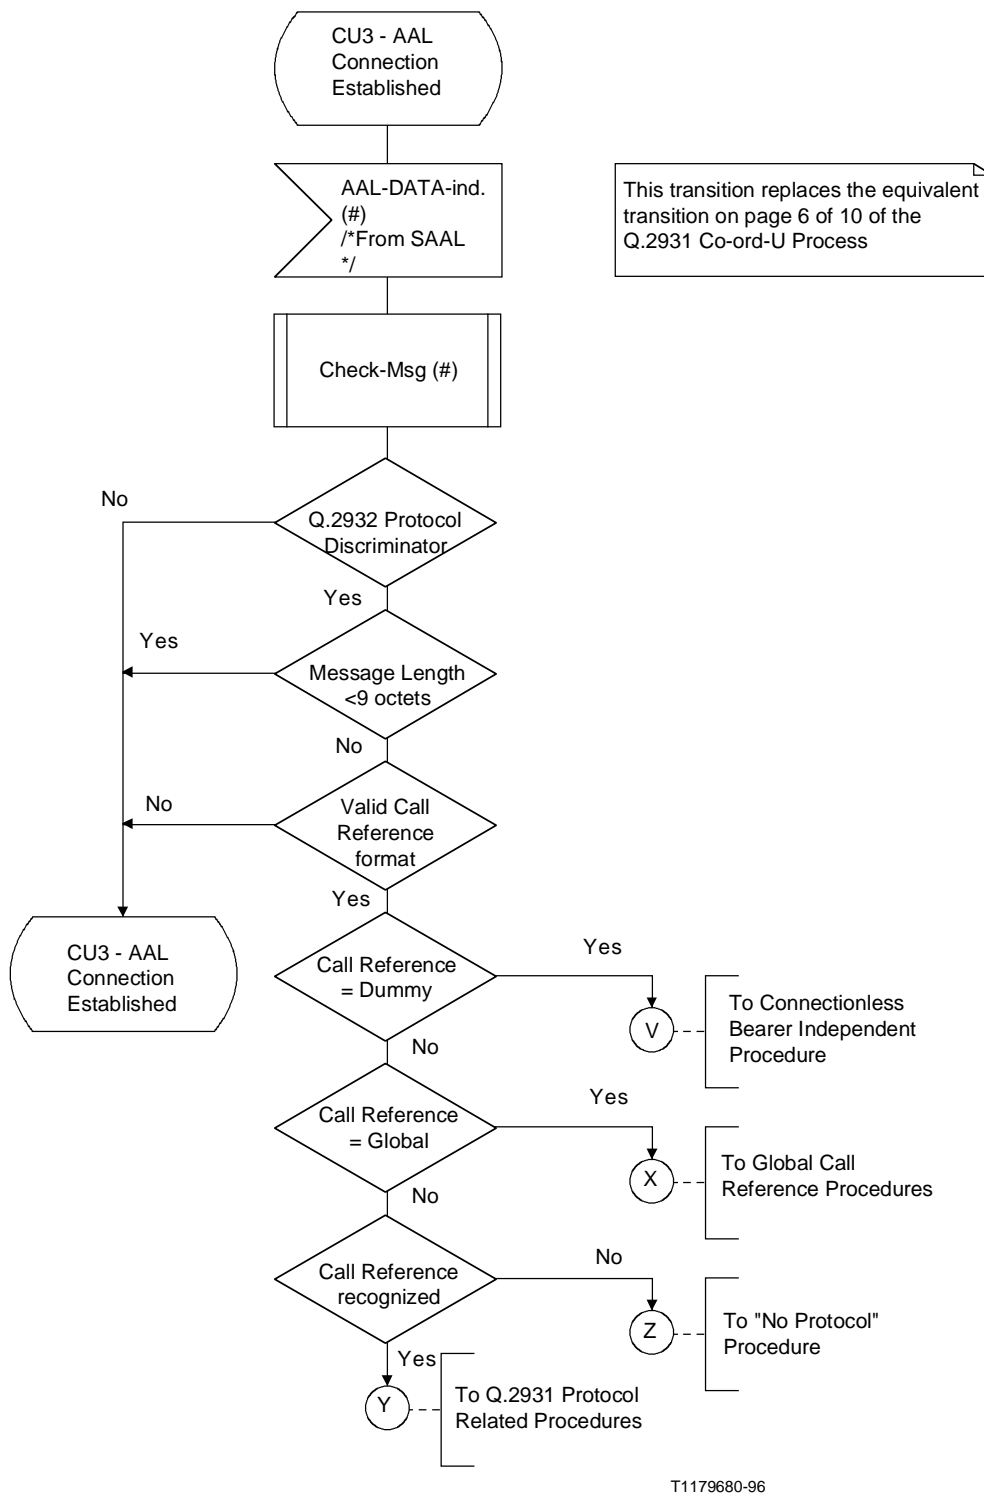 CU3 - AAL
Connection
Established
AAL-DATA-ind.
(#)
/*From SAAL
*/
This transition replaces the equivalent
transition on page 6 of 10 of the
Q.2931 Co-ord-U Process
Check-Msg (#)
No
Q.2932 Protocol
Discriminator
Yes
Yes
Message Length
<9 octets
No
No
Valid Call
Reference
format
Yes
CU3 - AAL
Connection
Established
Call Reference
= Dummy
Yes
V
To Connectionless
Bearer Independent
Procedure
No
Call Reference
= Global
Yes
X
To Global Call
Reference Procedures
No
Call Reference
recognized
No
Z
To "No Protocol"
Procedure
Yes
Y
To Q.2931 Protocol
Related Procedures
T1179680-96